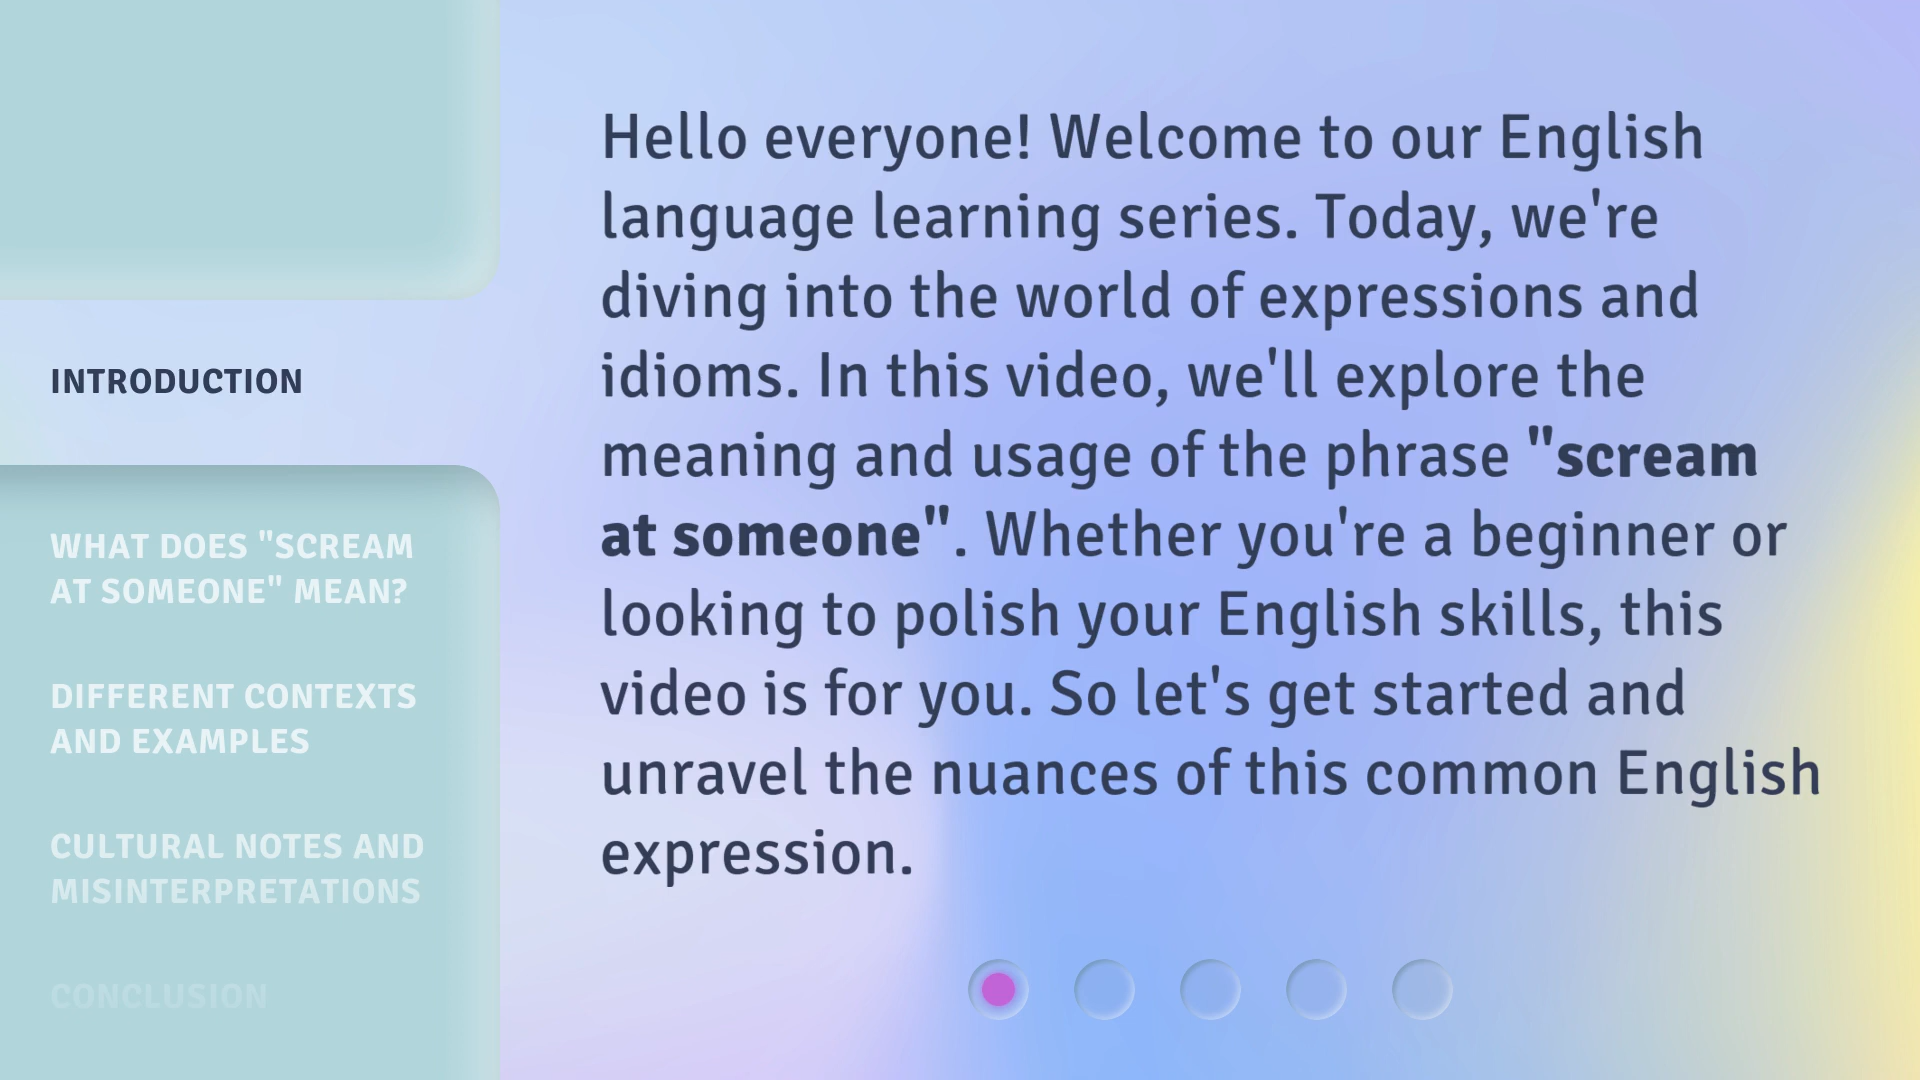 INTRODUCTION
WHAT DOES "SCREAM
AT SOMEONE" MEAN?
DIFFERENT CONTEXTS
AND EXAMPLES
CULTURAL NOTES AND
MISINTERPRETATIONS
CONCLUSION
Hello everyone! Welcome to our English
language learning series. Today, we're
diving into the world of expressions and
idioms. In this video, we'll explore the
meaning and usage of the phrase "scream
at someone". Whether you're a beginner or
looking to polish your English skills, this
video is for you. So let's get started and
unravel the nuances of this common English
expression.